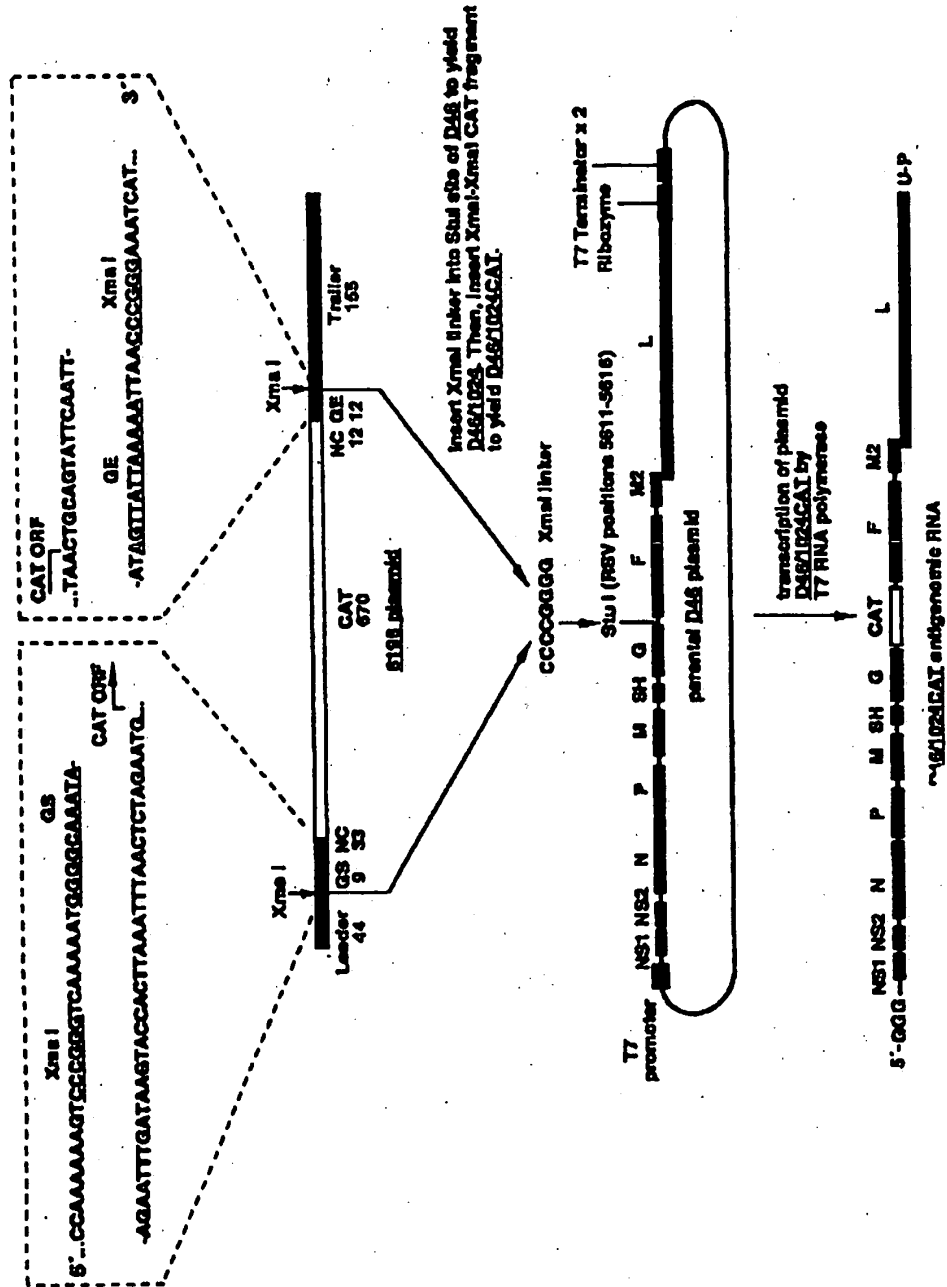 Xma I GS
5'...CCAAAAAGTCCCGGGTCAAAAATGGGGCAAATA-
CAT ORF
-AGAATTTGATAAGTACCACTTAAATTTAACTCTAGAATG...
CAT ORF
...TAACTGCAGTATTCAATT-
GE Xma I
-ATAGTTATTAAAAATTAACCCGGGAAATCAT... 3'
Xma I Xma I
Leader GS NC CAT NC GE Trailer
44 9 33 670 12 12 155
6196 plasmid
Insert XmaI linker into StuI site of D46 to yield
D46/1024. Then, insert XmaI-XmaI CAT fragment
to yield D46/1024CAT.
CCCCGGGG XmaI linker
Stu I (RSV positions 5611-5616)
T7 Terminator x 2
Ribozyme
T7
promoter
NS1 NS2 N P M SH G F M2 L
parental D46 plasmid
transcription of plasmid
D46/1024CAT by
T7 RNA polymerase
NS1 NS2 N P M SH G CAT F M2 L
5'-GGG U-P
D46/1024CAT antigenomic RNA